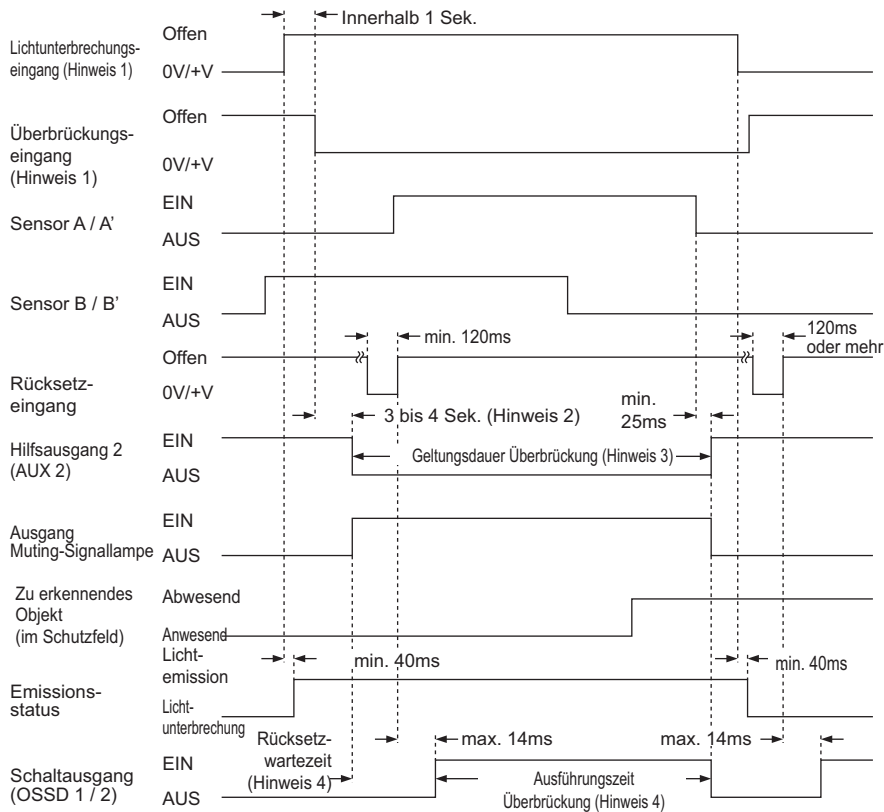 Innerhalb 1 Sek.
Lichtunterbrechungs-
eingang (Hinweis 1)
Offen
0V/+V
Überbrückungs-
eingang
(Hinweis 1)
Offen
0V/+V
Sensor A / A’
EIN
AUS
Sensor B / B’
EIN
AUS
min. 120ms
120ms
oder mehr
Rücksetz-
eingang
Offen
0V/+V
3 bis 4 Sek. (Hinweis 2)
min.
25ms
Hilfsausgang 2
(AUX 2)
EIN
AUS
Geltungsdauer Überbrückung (Hinweis 3)
Ausgang
Muting-Signallampe
EIN
AUS
Zu erkennendes
Objekt
(im Schutzfeld)
Abwesend
Anwesend
Emissions-
status
Licht-
emission
Licht-
unterbrechung
min. 40ms
min. 40ms
Rücksetz-
wartezeit
(Hinweis 4)
max. 14ms
max. 14ms
Schaltausgang
(OSSD 1 / 2)
EIN
AUS
Ausführungszeit
Überbrückung (Hinweis 4)